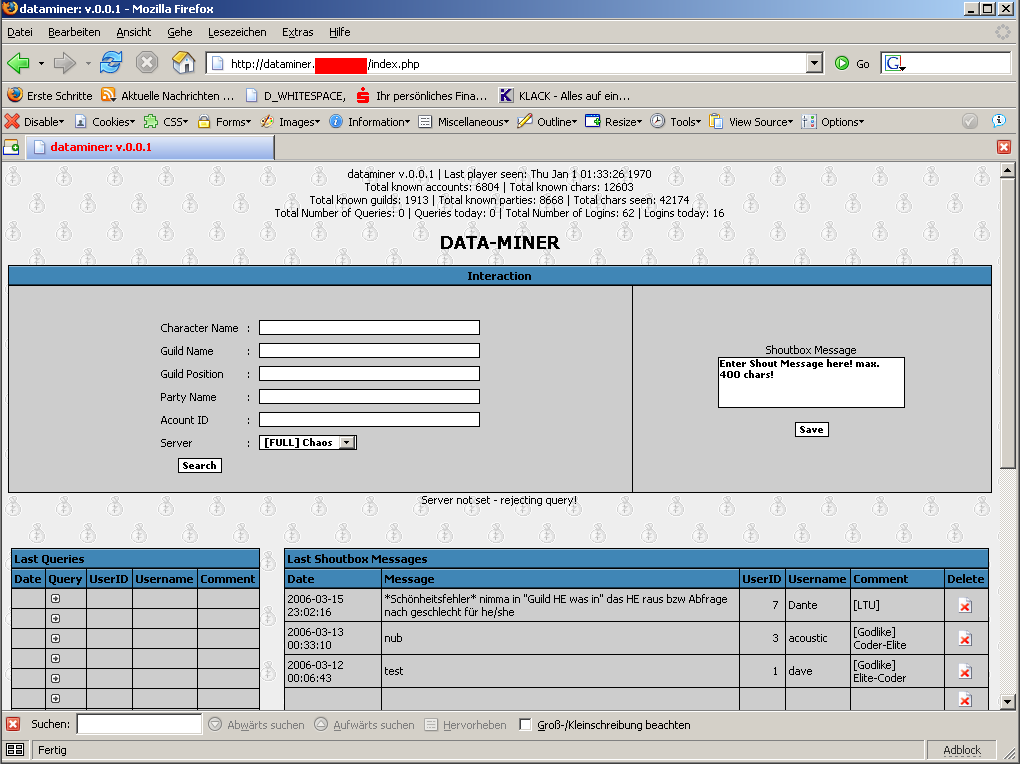 dataminer: v.0.0.1 - Mozilla Firefox
Datei Bearbeiten Ansicht Gehe Lesezeichen Extras Hilfe
http://dataminer. /index.php Go G
Erste Schritte Aktuelle Nachrichten ... D_WHITESPACE, Ihr persönliches Fina... K KLACK - Alles auf ein...
Disable Cookies CSS Forms Images Information Miscellaneous Outline Resize Tools View Source Options
dataminer: v.0.0.1
dataminer v.0.0.1 | Last player seen: Thu Jan 1 01:33:26 1970
Total known accounts: 6804 | Total known chars: 12603
Total known guilds: 1913 | Total known parties: 8668 | Total chars seen: 42174
Total Number of Queries: 0 | Queries today: 0 | Total Number of Logins: 62 | Logins today: 16
DATA-MINER
Interaction
Character Name :
Guild Name :
Guild Position :
Party Name :
Acount ID :
Server : [FULL] Chaos
Search
Shoutbox Message
Enter Shout Message here! max.
400 chars!
Save
Server not set - rejecting query!
Last Queries
Date Query UserID Username Comment
Last Shoutbox Messages
Date Message UserID Username Comment Delete
2006-03-15
23:02:16
*Schönheitsfehler* nimma in "Guild HE was in" das HE raus bzw Abfrage
nach geschlecht für he/she
7 Dante [LTU]
2006-03-13
00:33:10
nub 3 acoustic
[Godlike]
Coder-Elite
2006-03-12
00:06:43
test 1 dave
[Godlike]
Elite-Coder
Suchen: Abwärts suchen Aufwärts suchen Hervorheben Groß-/Kleinschreibung beachten
Fertig Adblock